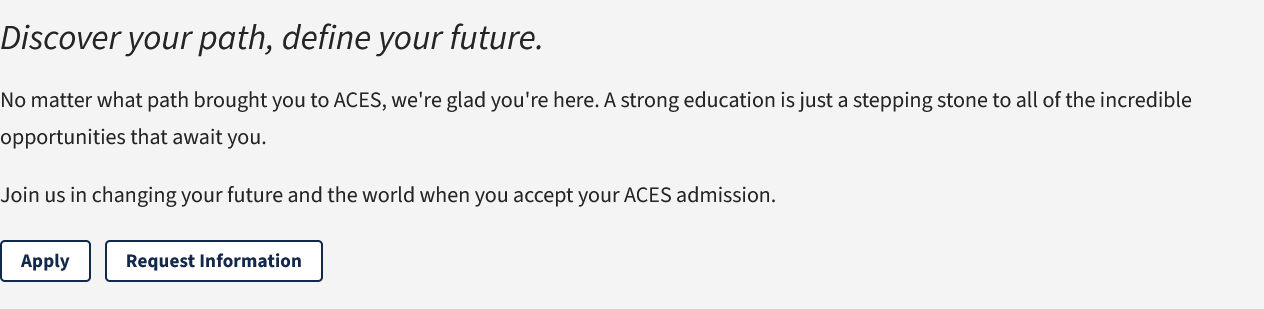 Discover your path, define your future.
No matter what path brought you to ACES, we're glad you're here. A strong education is just a stepping stone to all of the incredible
opportunities that await you.
Join us in changing your future and the world when you accept your ACES admission.
Apply
Request Information